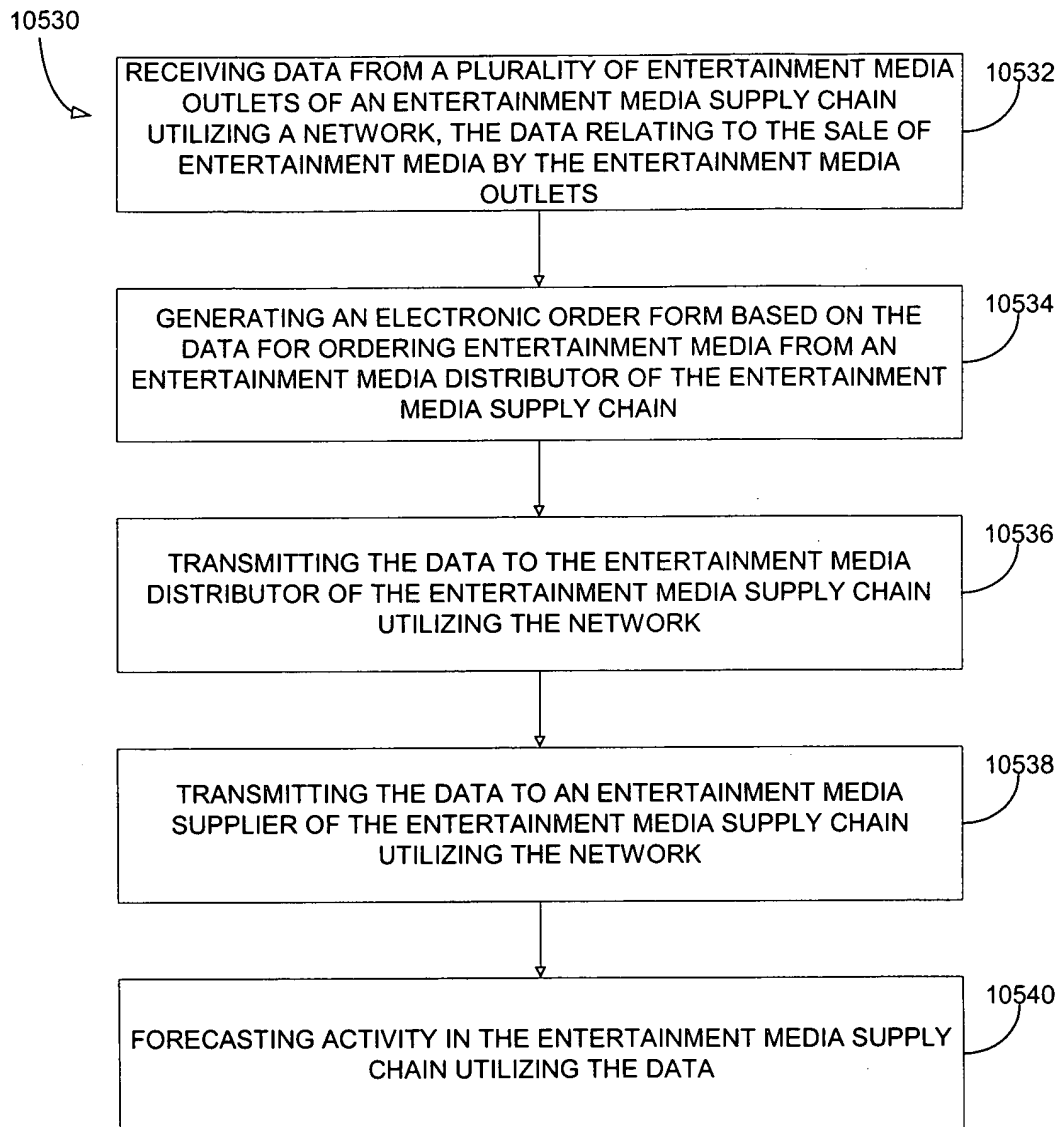 10530
RECEIVING DATA FROM A PLURALITY OF ENTERTAINMENT MEDIA
OUTLETS OF AN ENTERTAINMENT MEDIA SUPPLY CHAIN
UTILIZING A NETWORK, THE DATA RELATING TO THE SALE OF
ENTERTAINMENT MEDIA BY THE ENTERTAINMENT MEDIA
OUTLETS
10532
GENERATING AN ELECTRONIC ORDER FORM BASED ON THE
DATA FOR ORDERING ENTERTAINMENT MEDIA FROM AN
ENTERTAINMENT MEDIA DISTRIBUTOR OF THE ENTERTAINMENT
MEDIA SUPPLY CHAIN
10534
TRANSMITTING THE DATA TO THE ENTERTAINMENT MEDIA
DISTRIBUTOR OF THE ENTERTAINMENT MEDIA SUPPLY CHAIN
UTILIZING THE NETWORK
10536
TRANSMITTING THE DATA TO AN ENTERTAINMENT MEDIA
SUPPLIER OF THE ENTERTAINMENT MEDIA SUPPLY CHAIN
UTILIZING THE NETWORK
10538
FORECASTING ACTIVITY IN THE ENTERTAINMENT MEDIA SUPPLY
CHAIN UTILIZING THE DATA
10540